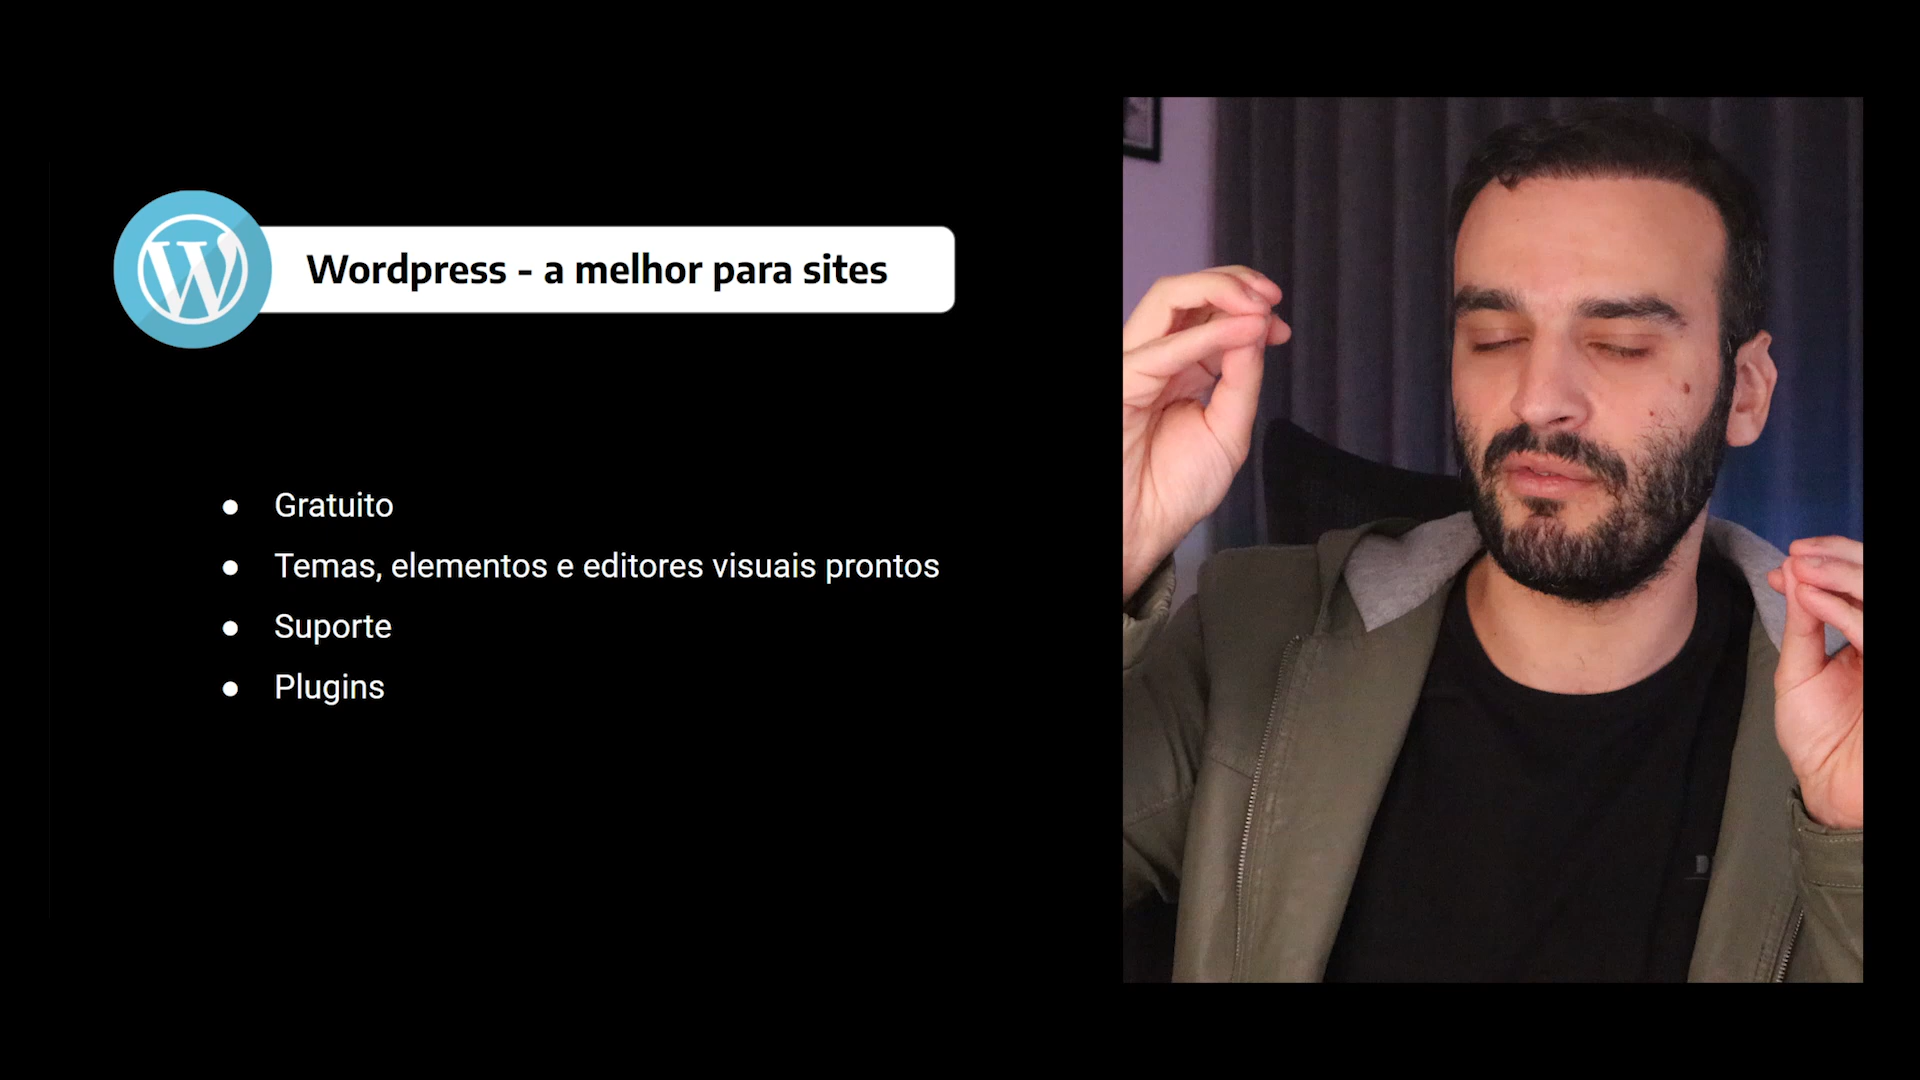 Wordpress - a melhor para sites
● Gratuito
● Temas, elementos e editores visuais prontos
● Suporte
● Plugins